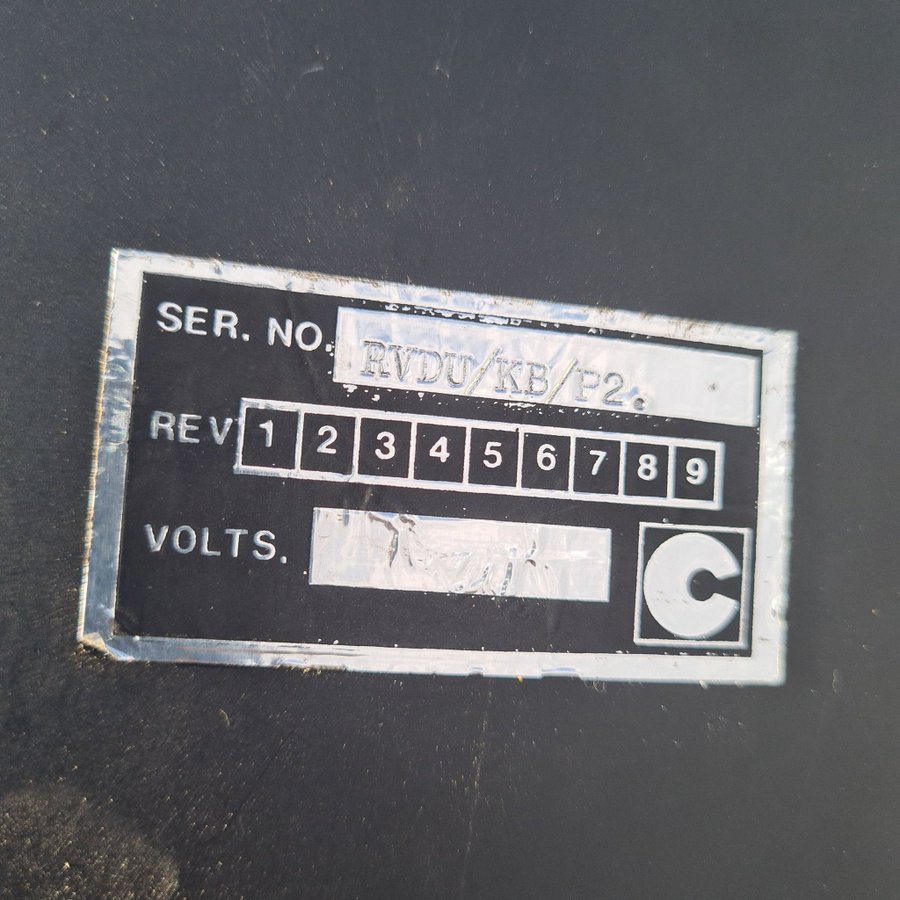 SER. NO. RVDU/KB/P2.
REV 1 2 3 4 5 6 7 8 9
VOLTS.
C